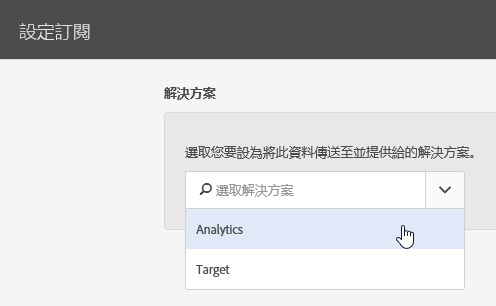 設定訂閱
解決方案
選取您要設為將此資料傳送至並提供給的解決方案。
選取解決方案
Analytics
Target